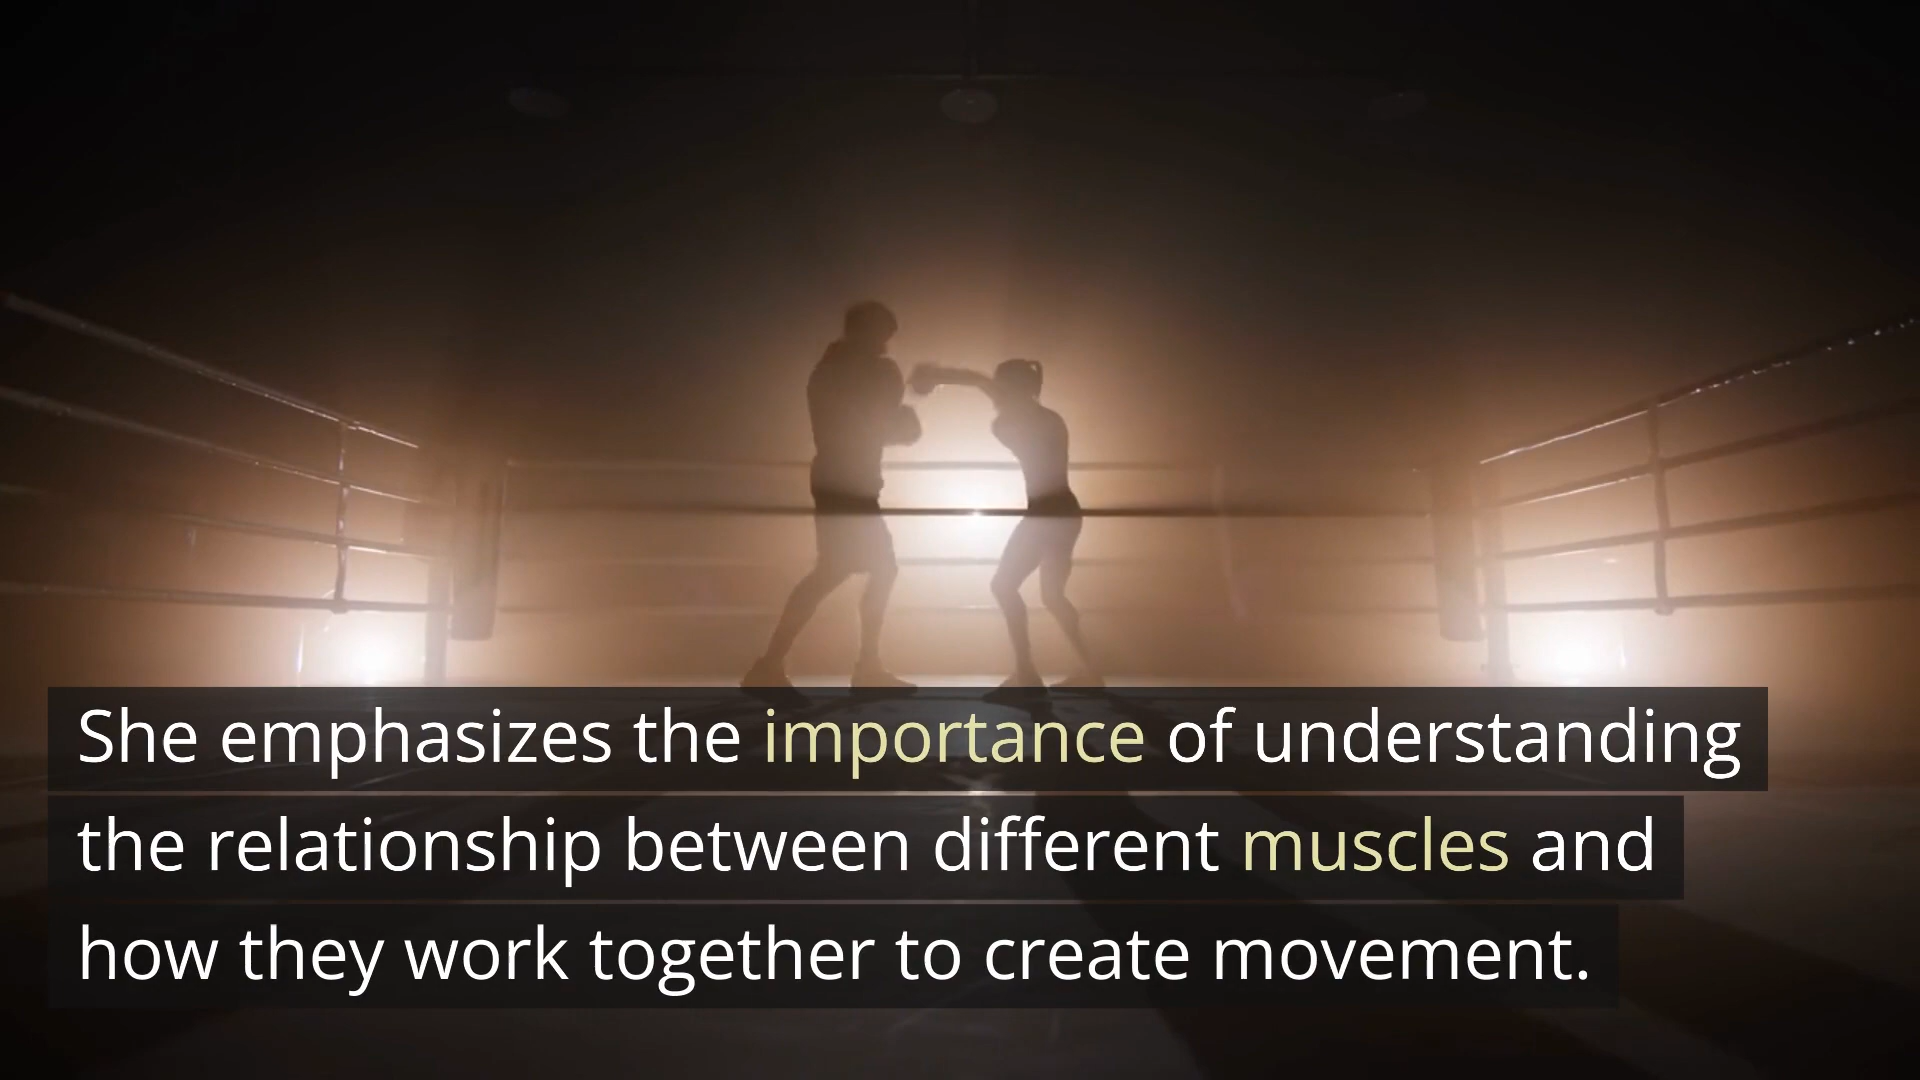 She emphasizes the importance of understanding
the relationship between different muscles and
how they work together to create movement.